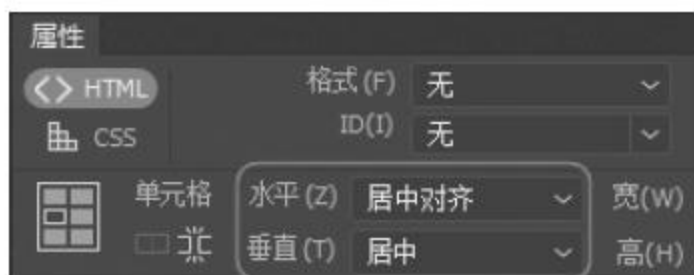 属性
<> HTML 格式(F) 无
CSS ID(I) 无
单元格 水平(Z) 居中对齐 宽(W)
垂直(T) 居中 高(H)